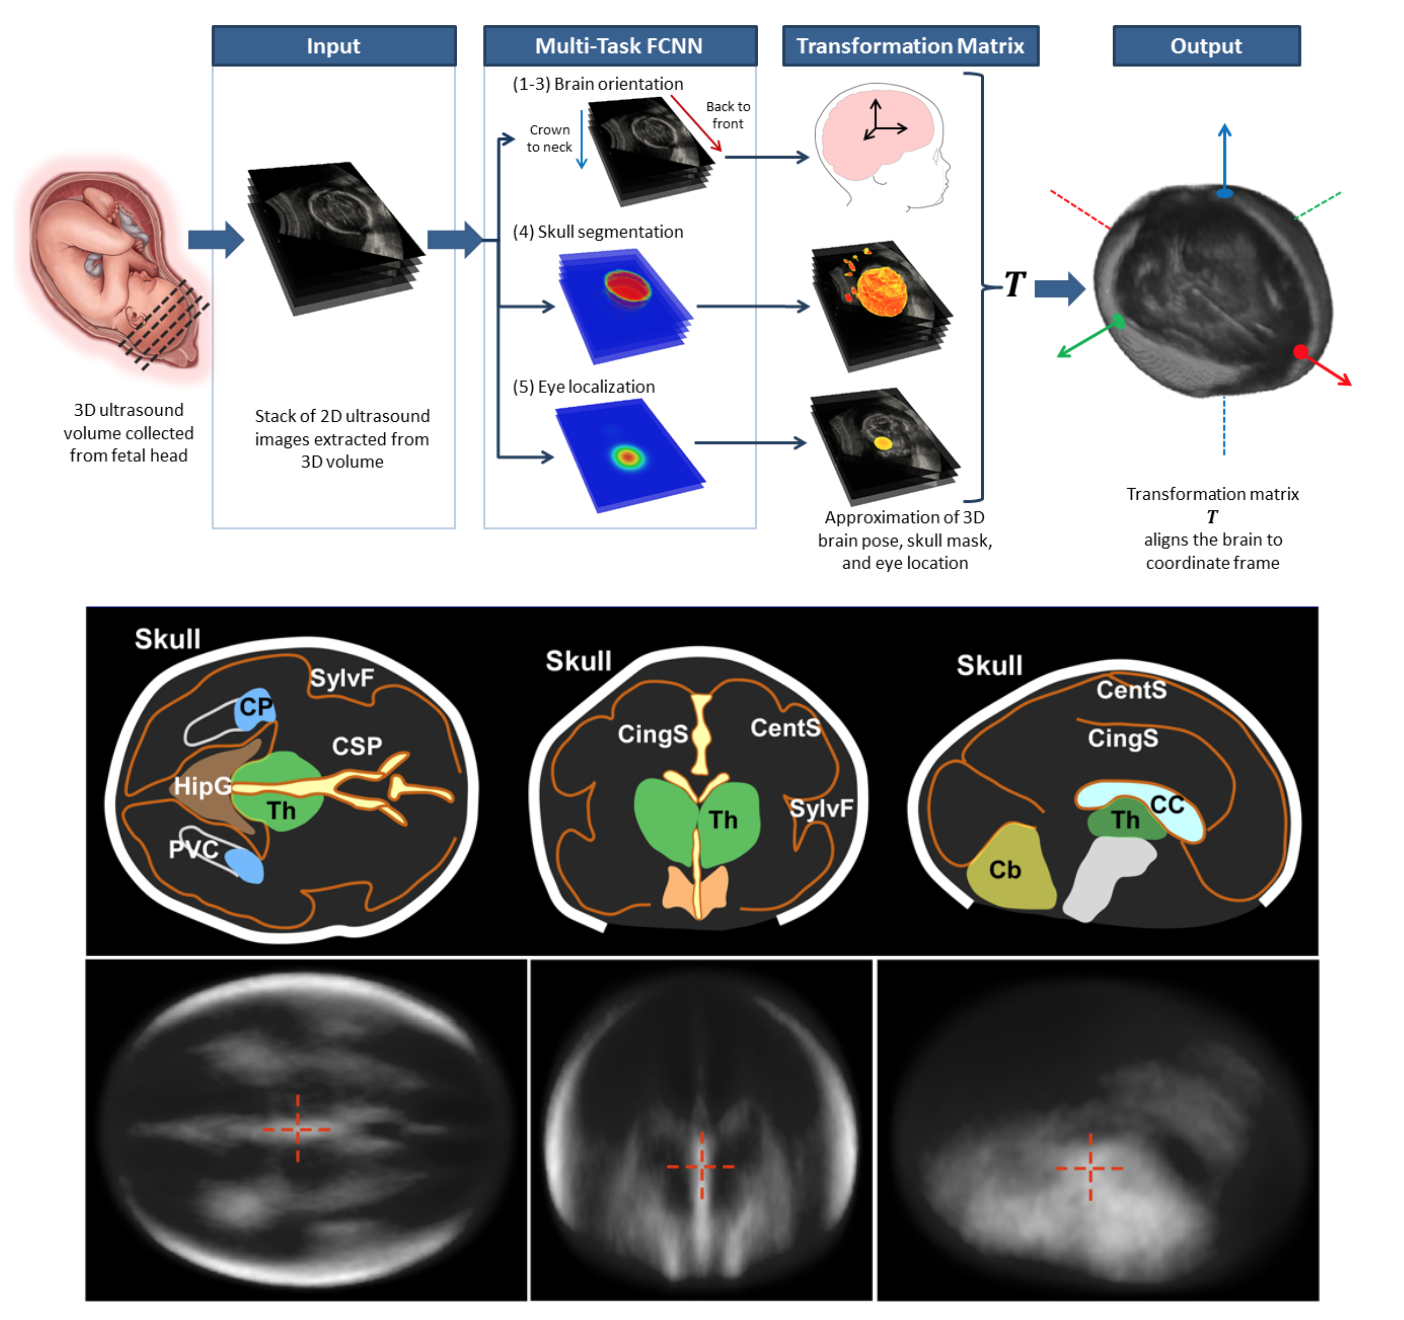 Input
Multi-Task FCNN
Transformation Matrix
Output
(1-3) Brain orientation
Crown
to neck
Back to
front
(4) Skull segmentation
(5) Eye localization
T
3D ultrasound
volume collected
from fetal head
Stack of 2D ultrasound
images extracted from
3D volume
Approximation of 3D
brain pose, skull mask,
and eye location
Transformation matrix
T
aligns the brain to
coordinate frame
Skull
SylvF
CP
CSP
HipG
Th
PVC
Skull
CingS
CentS
Th
SylvF
Skull
CentS
CingS
CC
Th
Cb